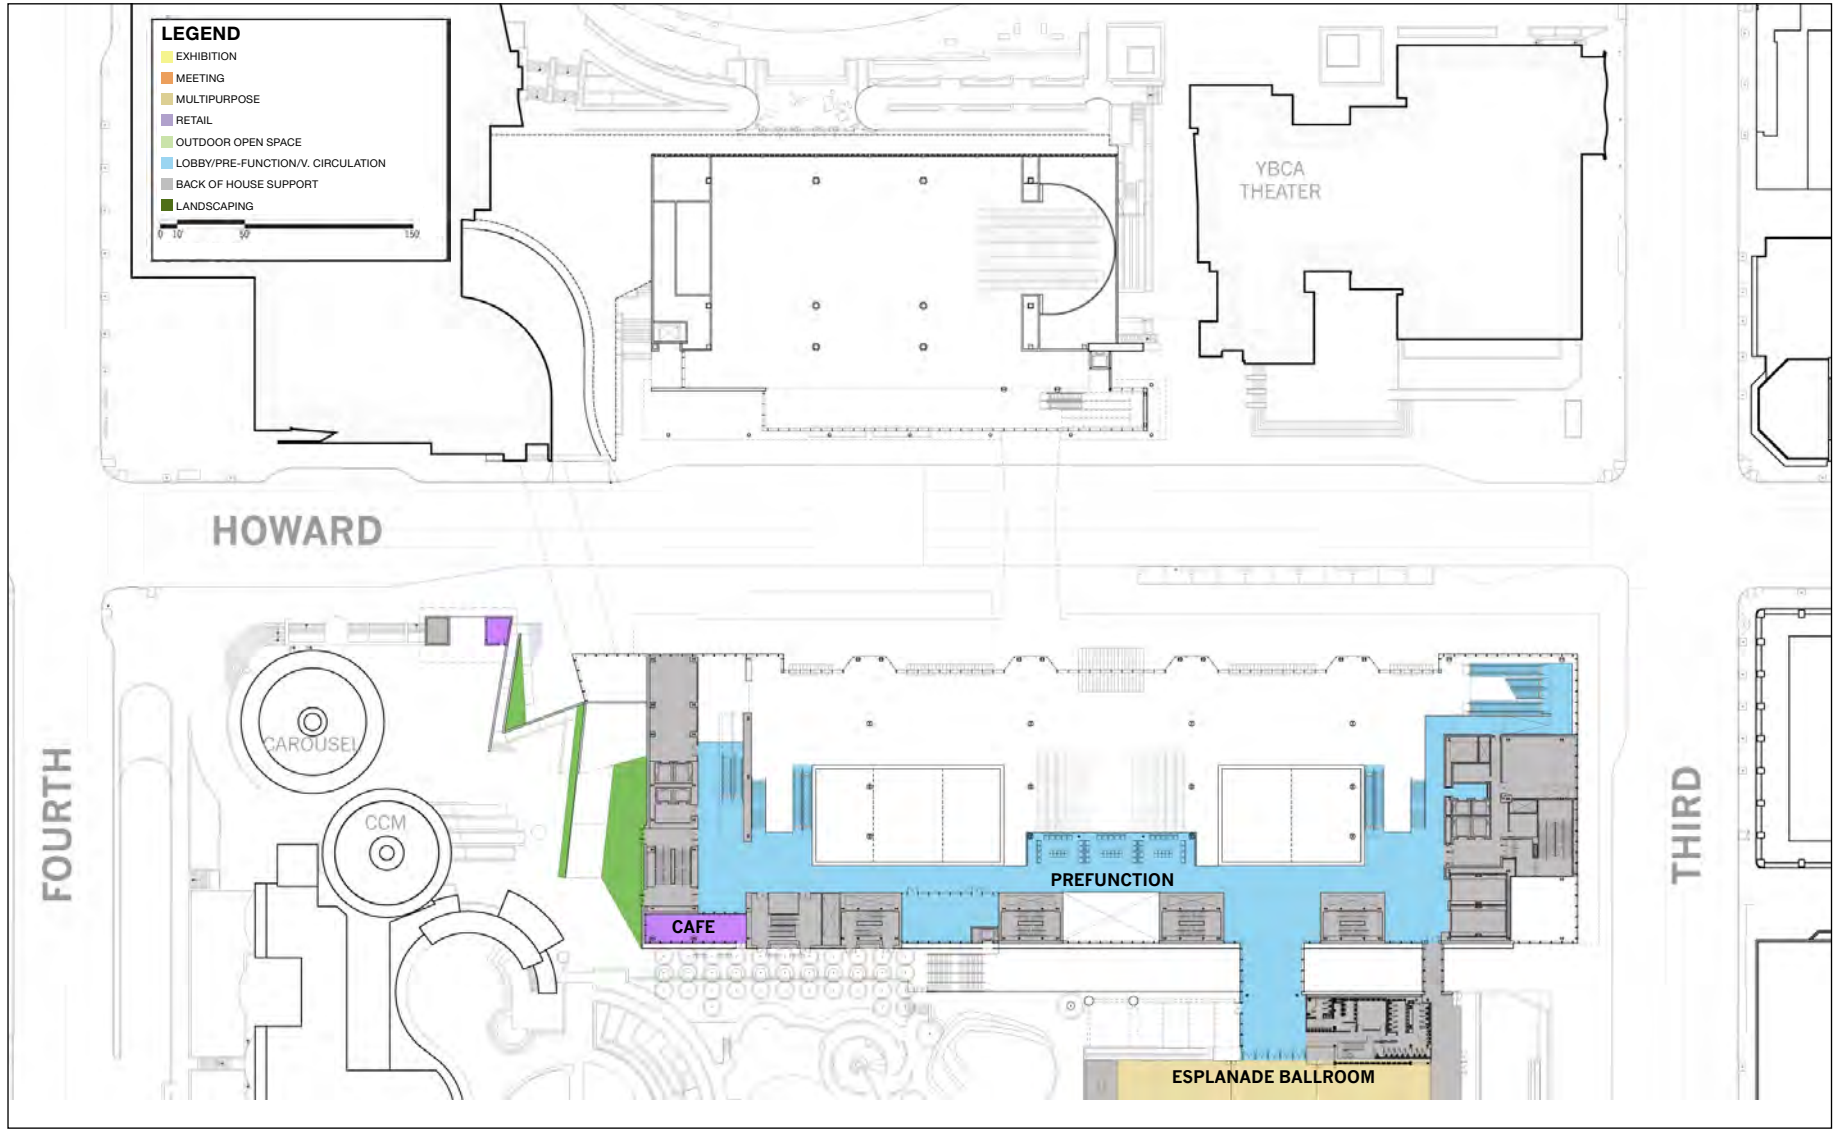 LEGEND
EXHIBITION
MEETING
MULTIPURPOSE
RETAIL
OUTDOOR OPEN SPACE
LOBBY/PRE-FUNCTION/V. CIRCULATION
BACK OF HOUSE SUPPORT
LANDSCAPING
0 10' 50' 150'
YBCA
THEATER
HOWARD
CAROUSEL
FOURTH
CCM
THIRD
PREFUNCTION
CAFE
ESPLANADE BALLROOM